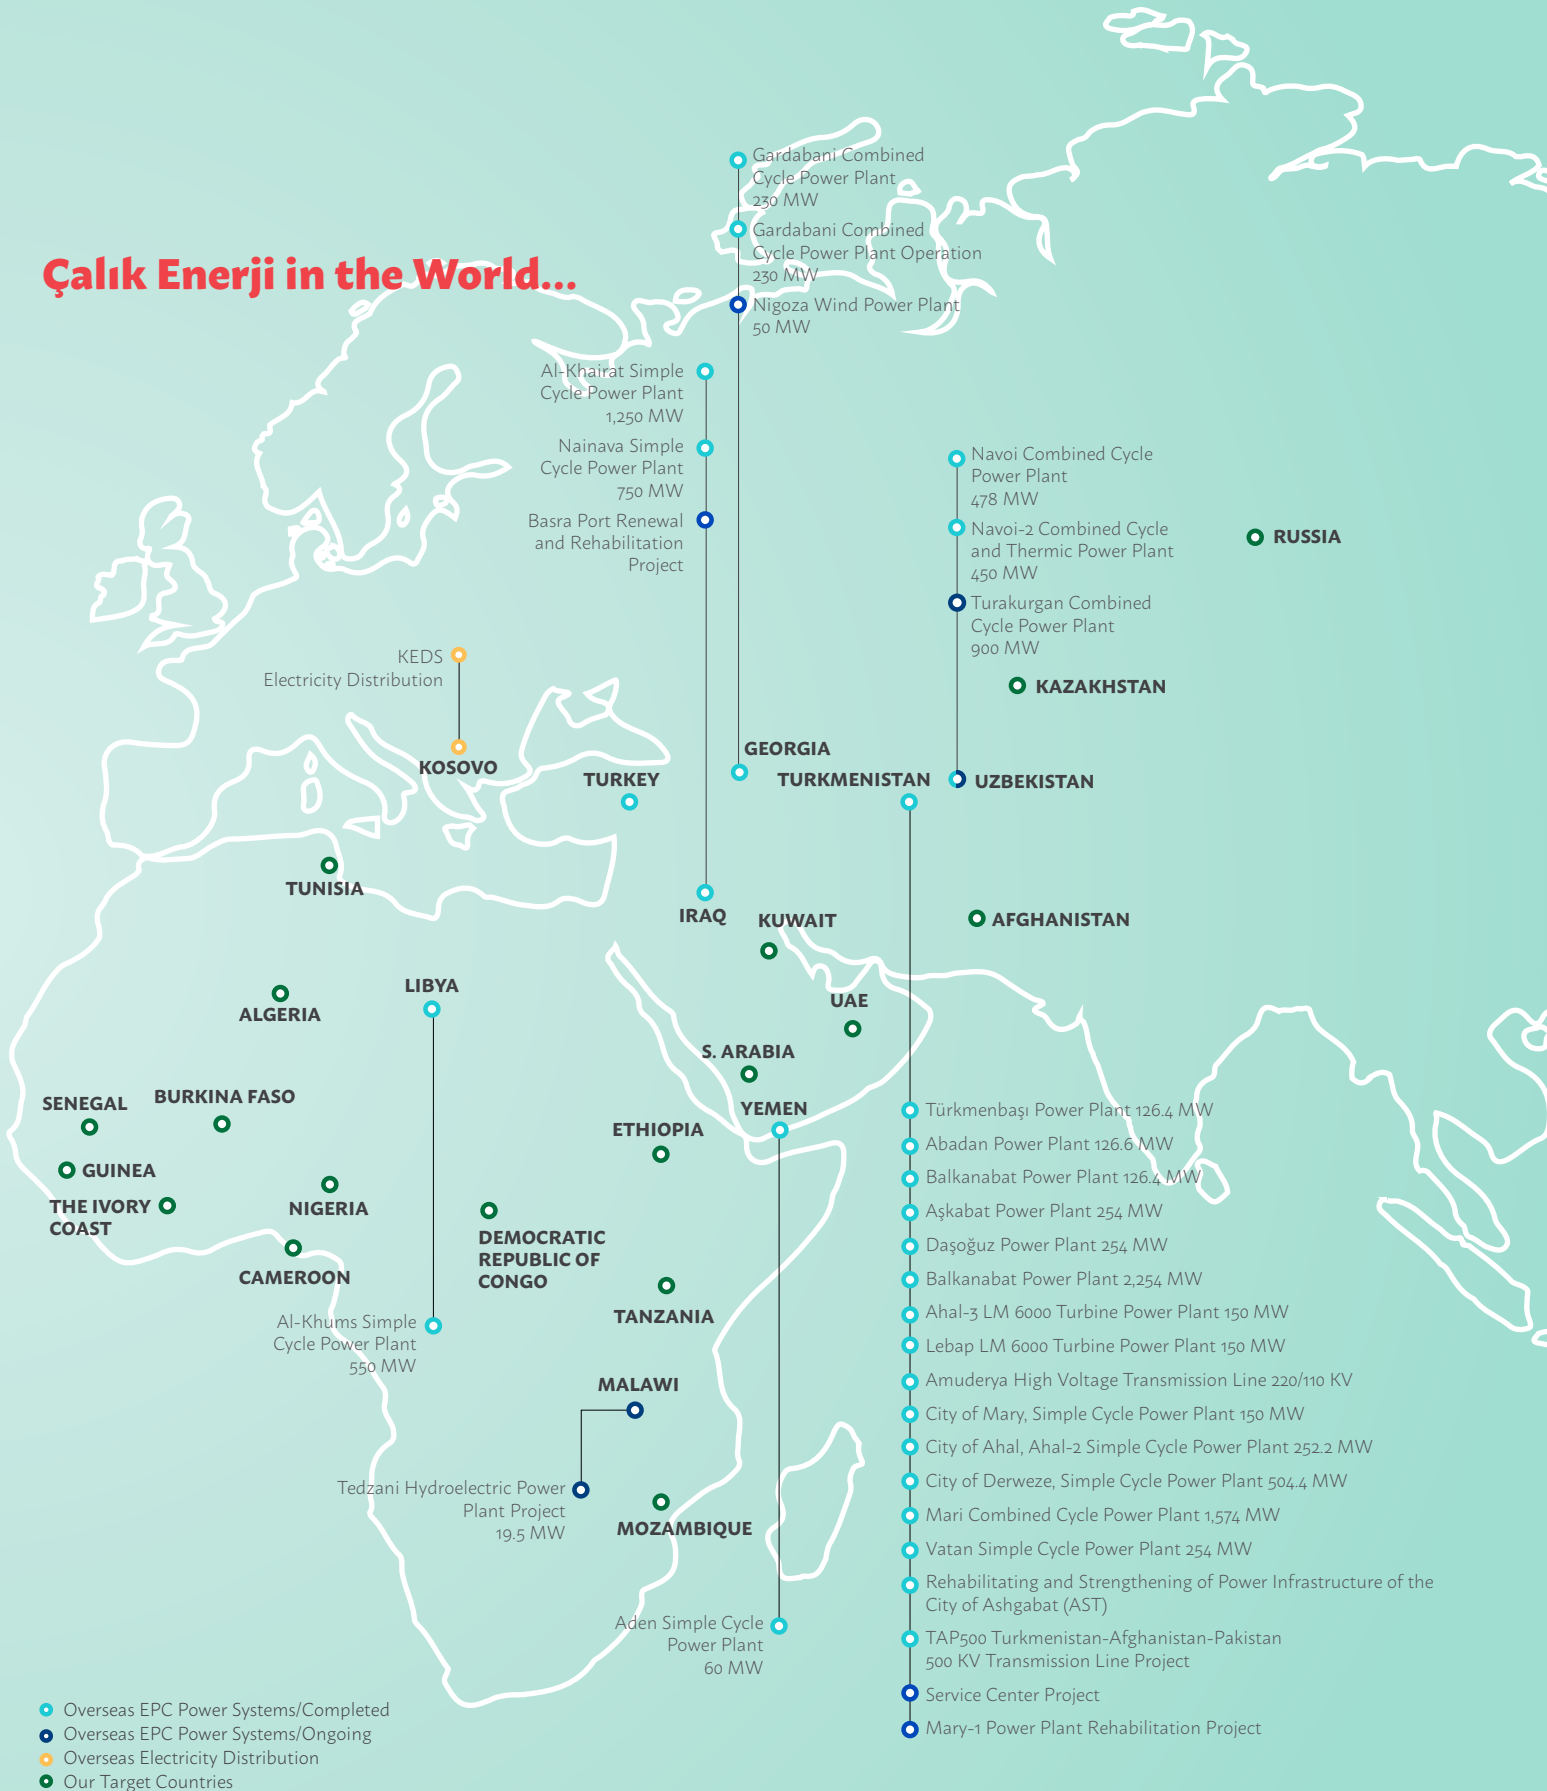 Çalık Enerji in the World...
Gardabani Combined
Cycle Power Plant
230 MW
Gardabani Combined
Cycle Power Plant Operation
230 MW
Nigoza Wind Power Plant
50 MW
Al-Khairat Simple
Cycle Power Plant
1,250 MW
Nainava Simple
Cycle Power Plant
750 MW
Basra Port Renewal
and Rehabilitation
Project
Navoi Combined Cycle
Power Plant
478 MW
Navoi-2 Combined Cycle
and Thermic Power Plant
450 MW
Turakurgan Combined
Cycle Power Plant
900 MW
RUSSIA
KEDS
Electricity Distribution
KAZAKHSTAN
KOSOVO
TURKEY
GEORGIA
TURKMENISTAN
UZBEKISTAN
TUNISIA
IRAQ
KUWAIT
AFGHANISTAN
ALGERIA
LIBYA
UAE
S. ARABIA
SENEGAL
BURKINA FASO
YEMEN
ETHIOPIA
GUINEA
THE IVORY
COAST
NIGERIA
DEMOCRATIC
REPUBLIC OF
CONGO
CAMEROON
TANZANIA
Al-Khums Simple
Cycle Power Plant
550 MW
MALAWI
Tedzani Hydroelectric Power
Plant Project
19.5 MW
MOZAMBIQUE
Aden Simple Cycle
Power Plant
60 MW
Türkmenbaşı Power Plant 126.4 MW
Abadan Power Plant 126.6 MW
Balkanabat Power Plant 126.4 MW
Aşkabat Power Plant 254 MW
Daşoğuz Power Plant 254 MW
Balkanabat Power Plant 2,254 MW
Ahal-3 LM 6000 Turbine Power Plant 150 MW
Lebap LM 6000 Turbine Power Plant 150 MW
Amuderya High Voltage Transmission Line 220/110 KV
City of Mary, Simple Cycle Power Plant 150 MW
City of Ahal, Ahal-2 Simple Cycle Power Plant 252.2 MW
City of Derweze, Simple Cycle Power Plant 504.4 MW
Mari Combined Cycle Power Plant 1,574 MW
Vatan Simple Cycle Power Plant 254 MW
Rehabilitating and Strengthening of Power Infrastructure of the
City of Ashgabat (AST)
TAP500 Turkmenistan-Afghanistan-Pakistan
500 KV Transmission Line Project
Service Center Project
Mary-1 Power Plant Rehabilitation Project
Overseas EPC Power Systems/Completed
Overseas EPC Power Systems/Ongoing
Overseas Electricity Distribution
Our Target Countries